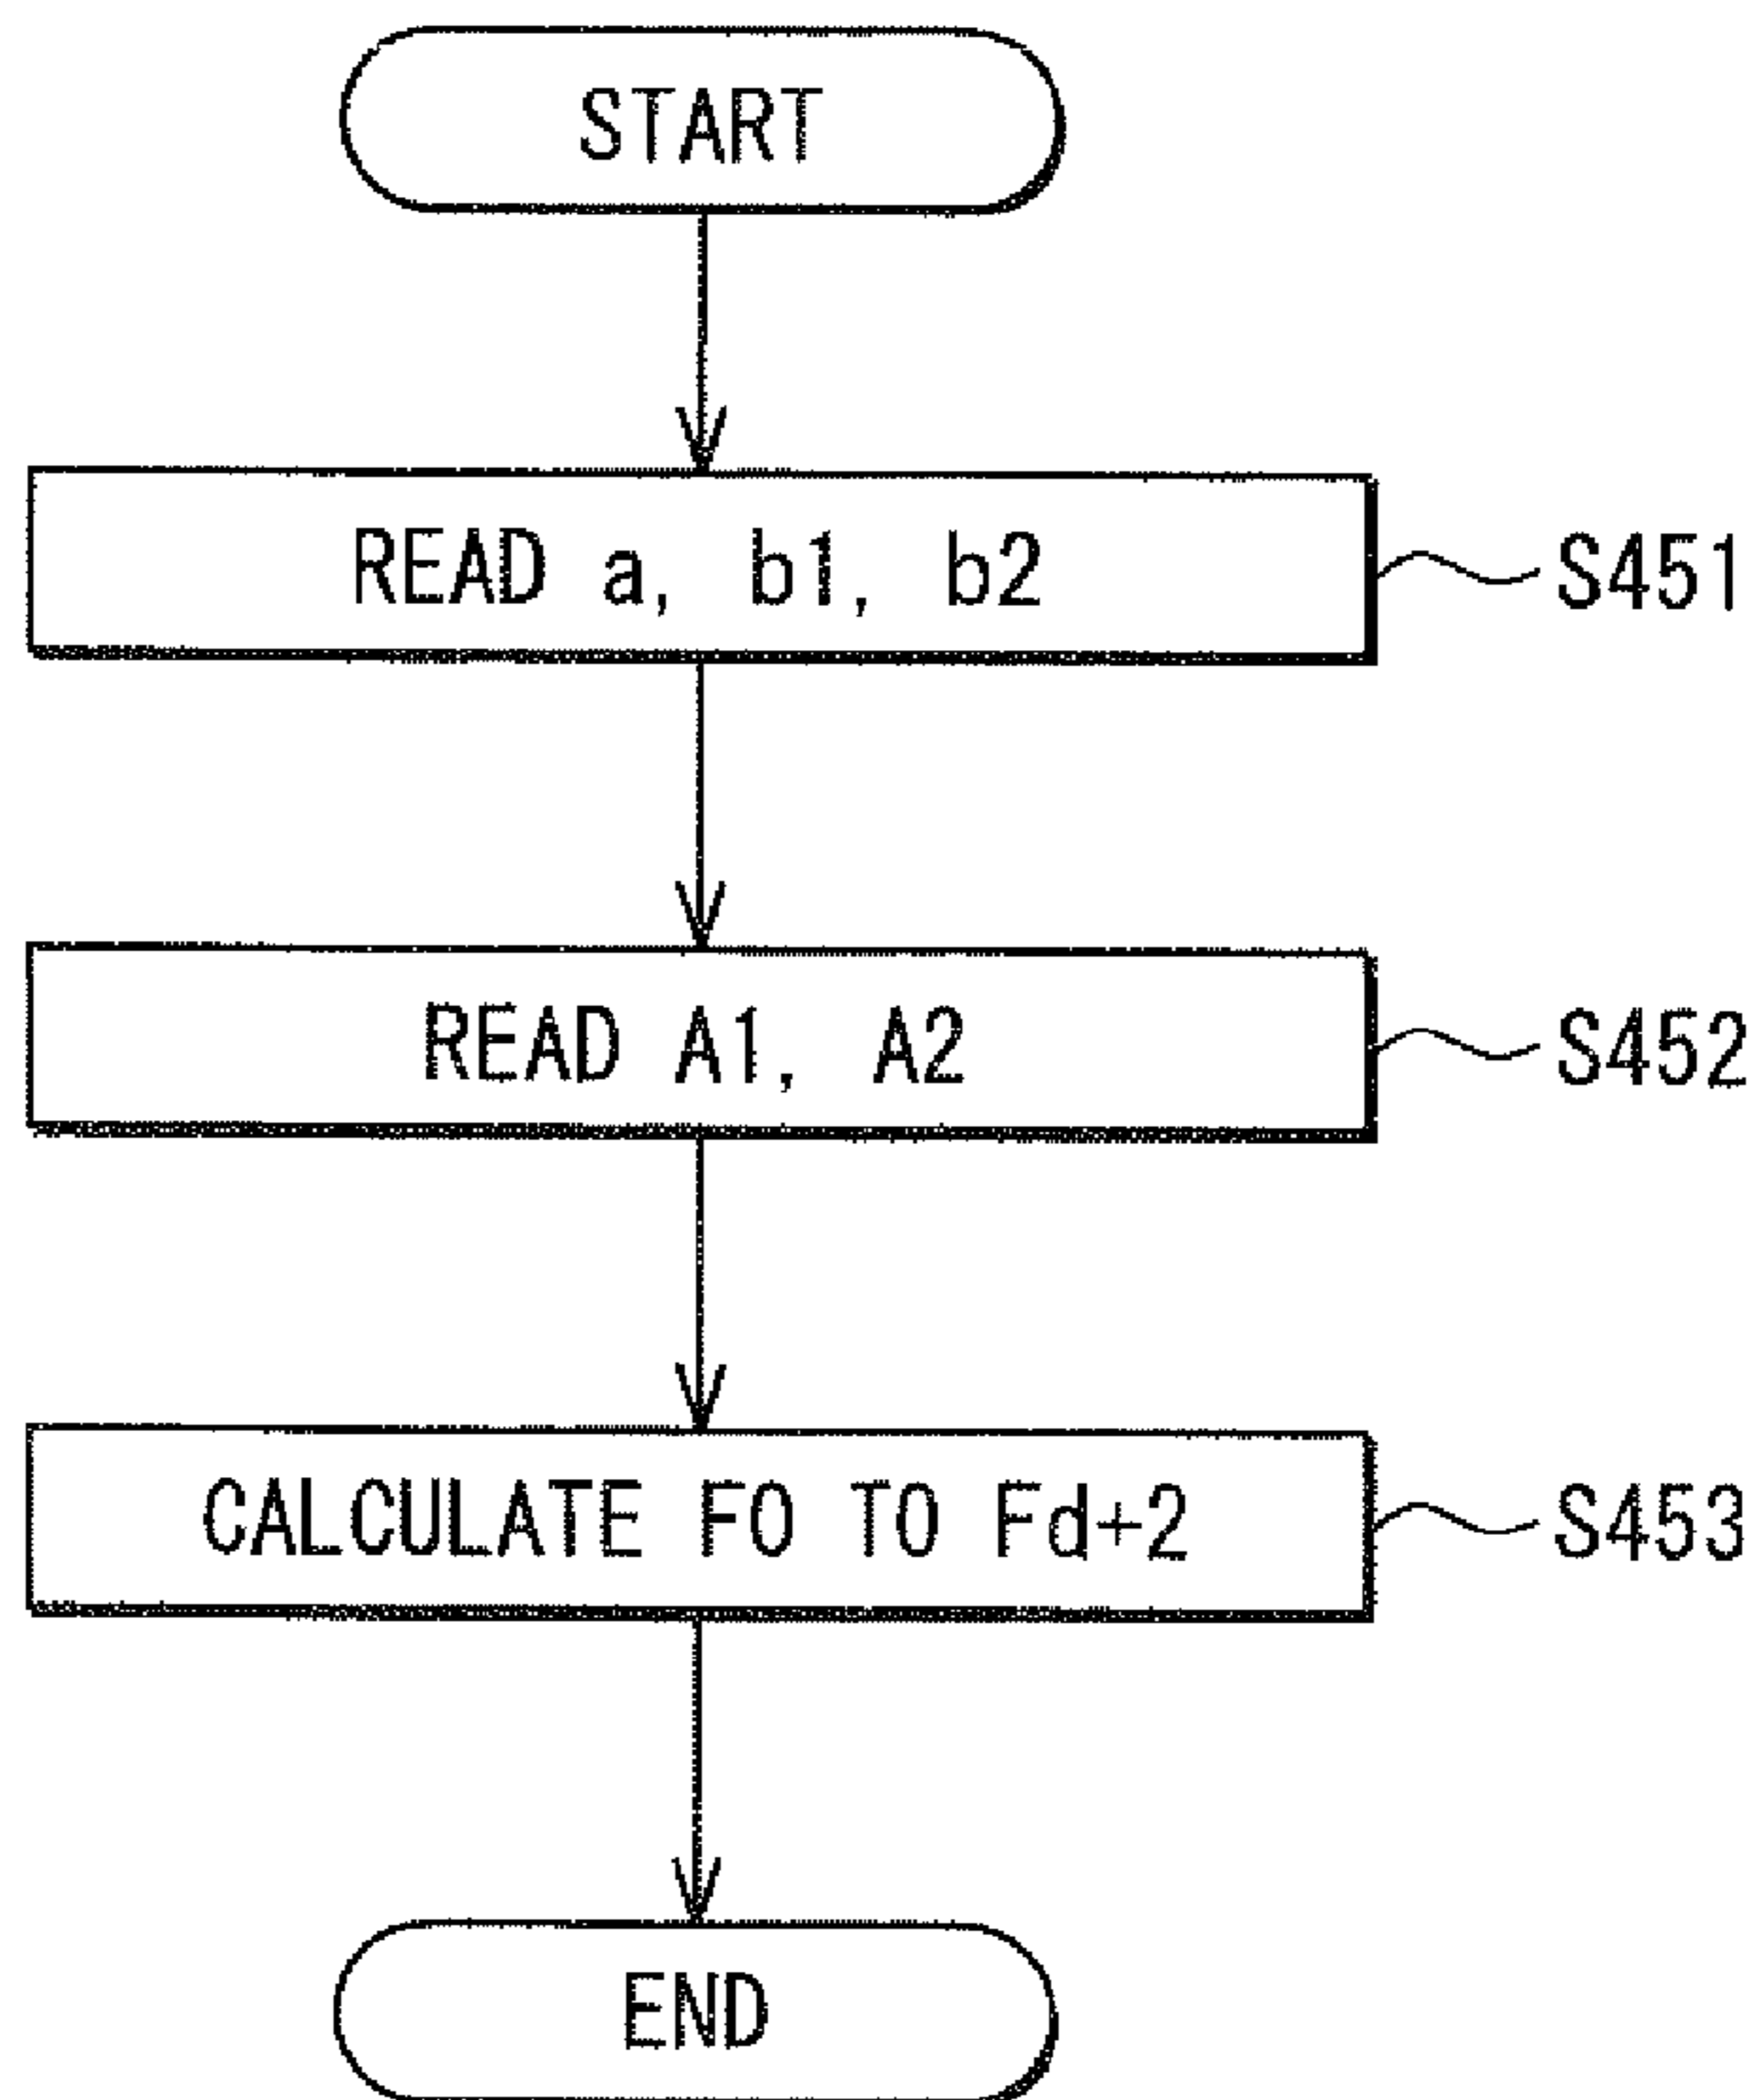 START
READ a, b1, b2
S451
READ A1, A2
S452
CALCULATE F0 TO Fd+2
S453
END